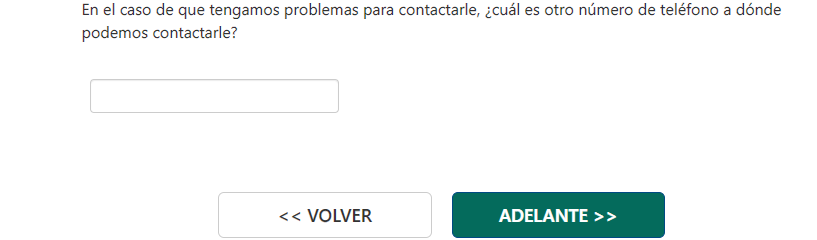 En el caso de que tengamos problemas para contactarle, ¿cuál es otro número de teléfono a dónde
podemos contactarle?
<< VOLVER
ADELANTE >>